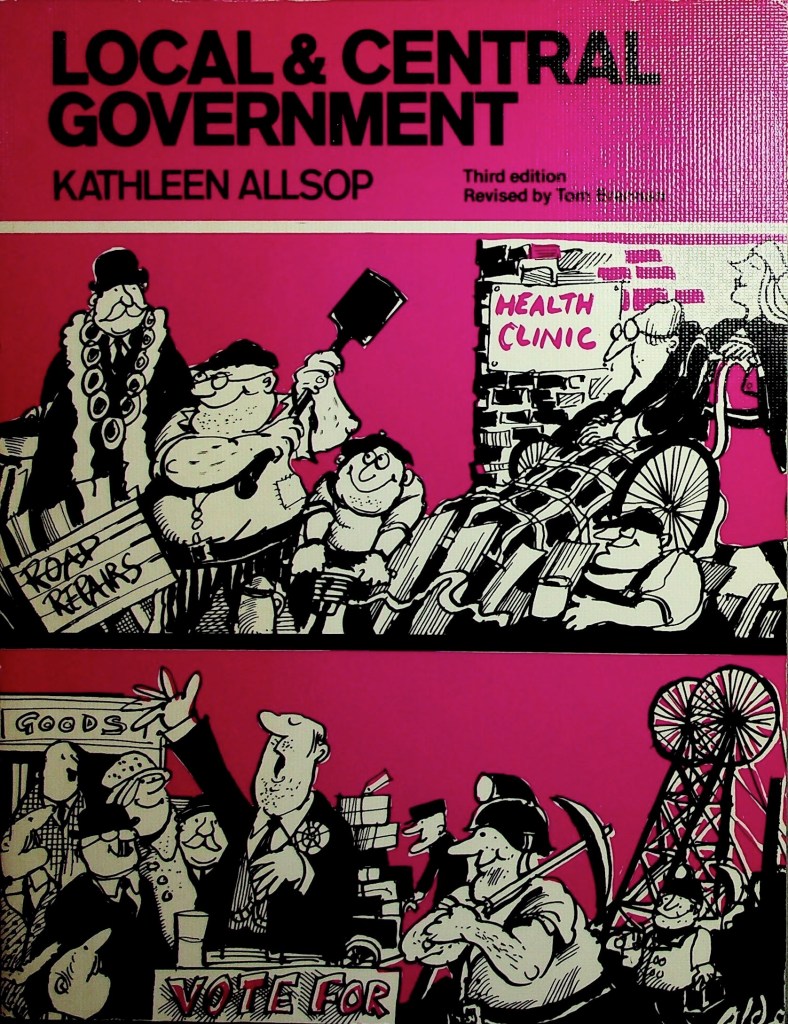 LOCAL & CENTRAL
GOVERNMENT
KATHLEEN ALLSOP
Third edition
Revised by Tom
HEALTH
CLINIC
ROAD
REPAIRS
GOODS
VOTE FOR